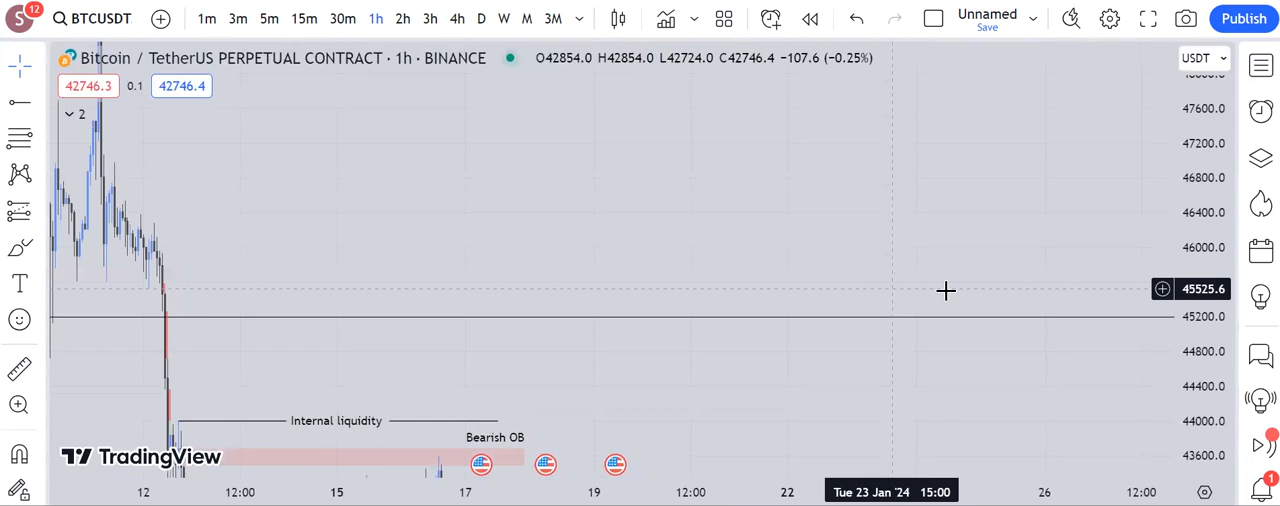 S 12 BTCUSDT 1m 3m 5m 15m 30m 1h 2h 3h 4h D W M 3M Unnamed Save Publish
Bitcoin / TetherUS PERPETUAL CONTRACT · 1h · BINANCE O42854.0 H42854.0 L42724.0 C42746.4 −107.6 (−0.25%) USDT
42746.3 0.1 42746.4
2
47600.0
47200.0
46800.0
46400.0
46000.0
45525.6
45200.0
44800.0
44400.0
Internal liquidity 44000.0
Bearish OB
TradingView 43600.0
12 12:00 15 17 19 12:00 22 Tue 23 Jan '24 15:00 26 12:00
T
1